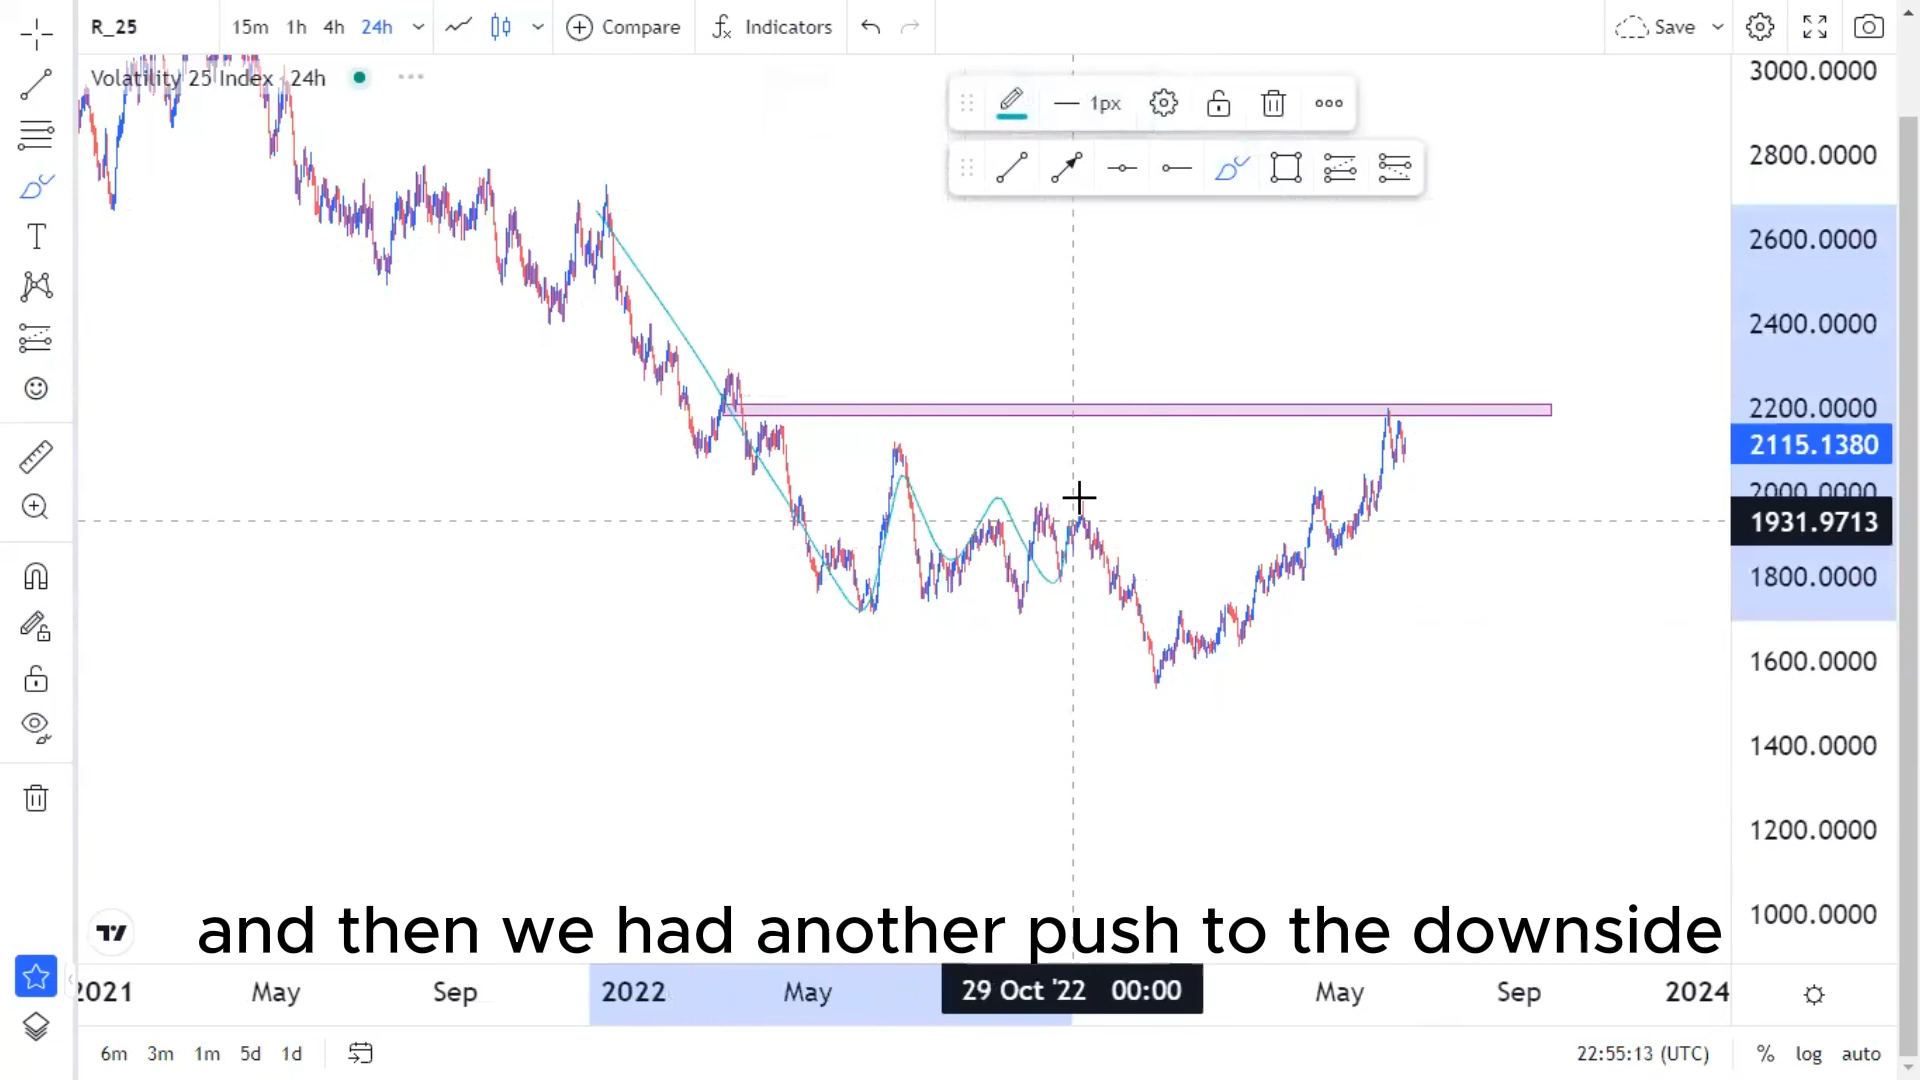 R_25 15m 1h 4h 24h Compare Indicators Save
Volatility 25 Index · 24h
1px
3000.0000
2800.0000
2600.0000
2400.0000
2200.0000
2115.1380
2000.0000
1931.9713
1800.0000
1600.0000
1400.0000
1200.0000
1000.0000
and then we had another push to the downside
2021 May Sep 2022 May 29 Oct '22 00:00 May Sep 2024
6m 3m 1m 5d 1d 22:55:13 (UTC) % log auto